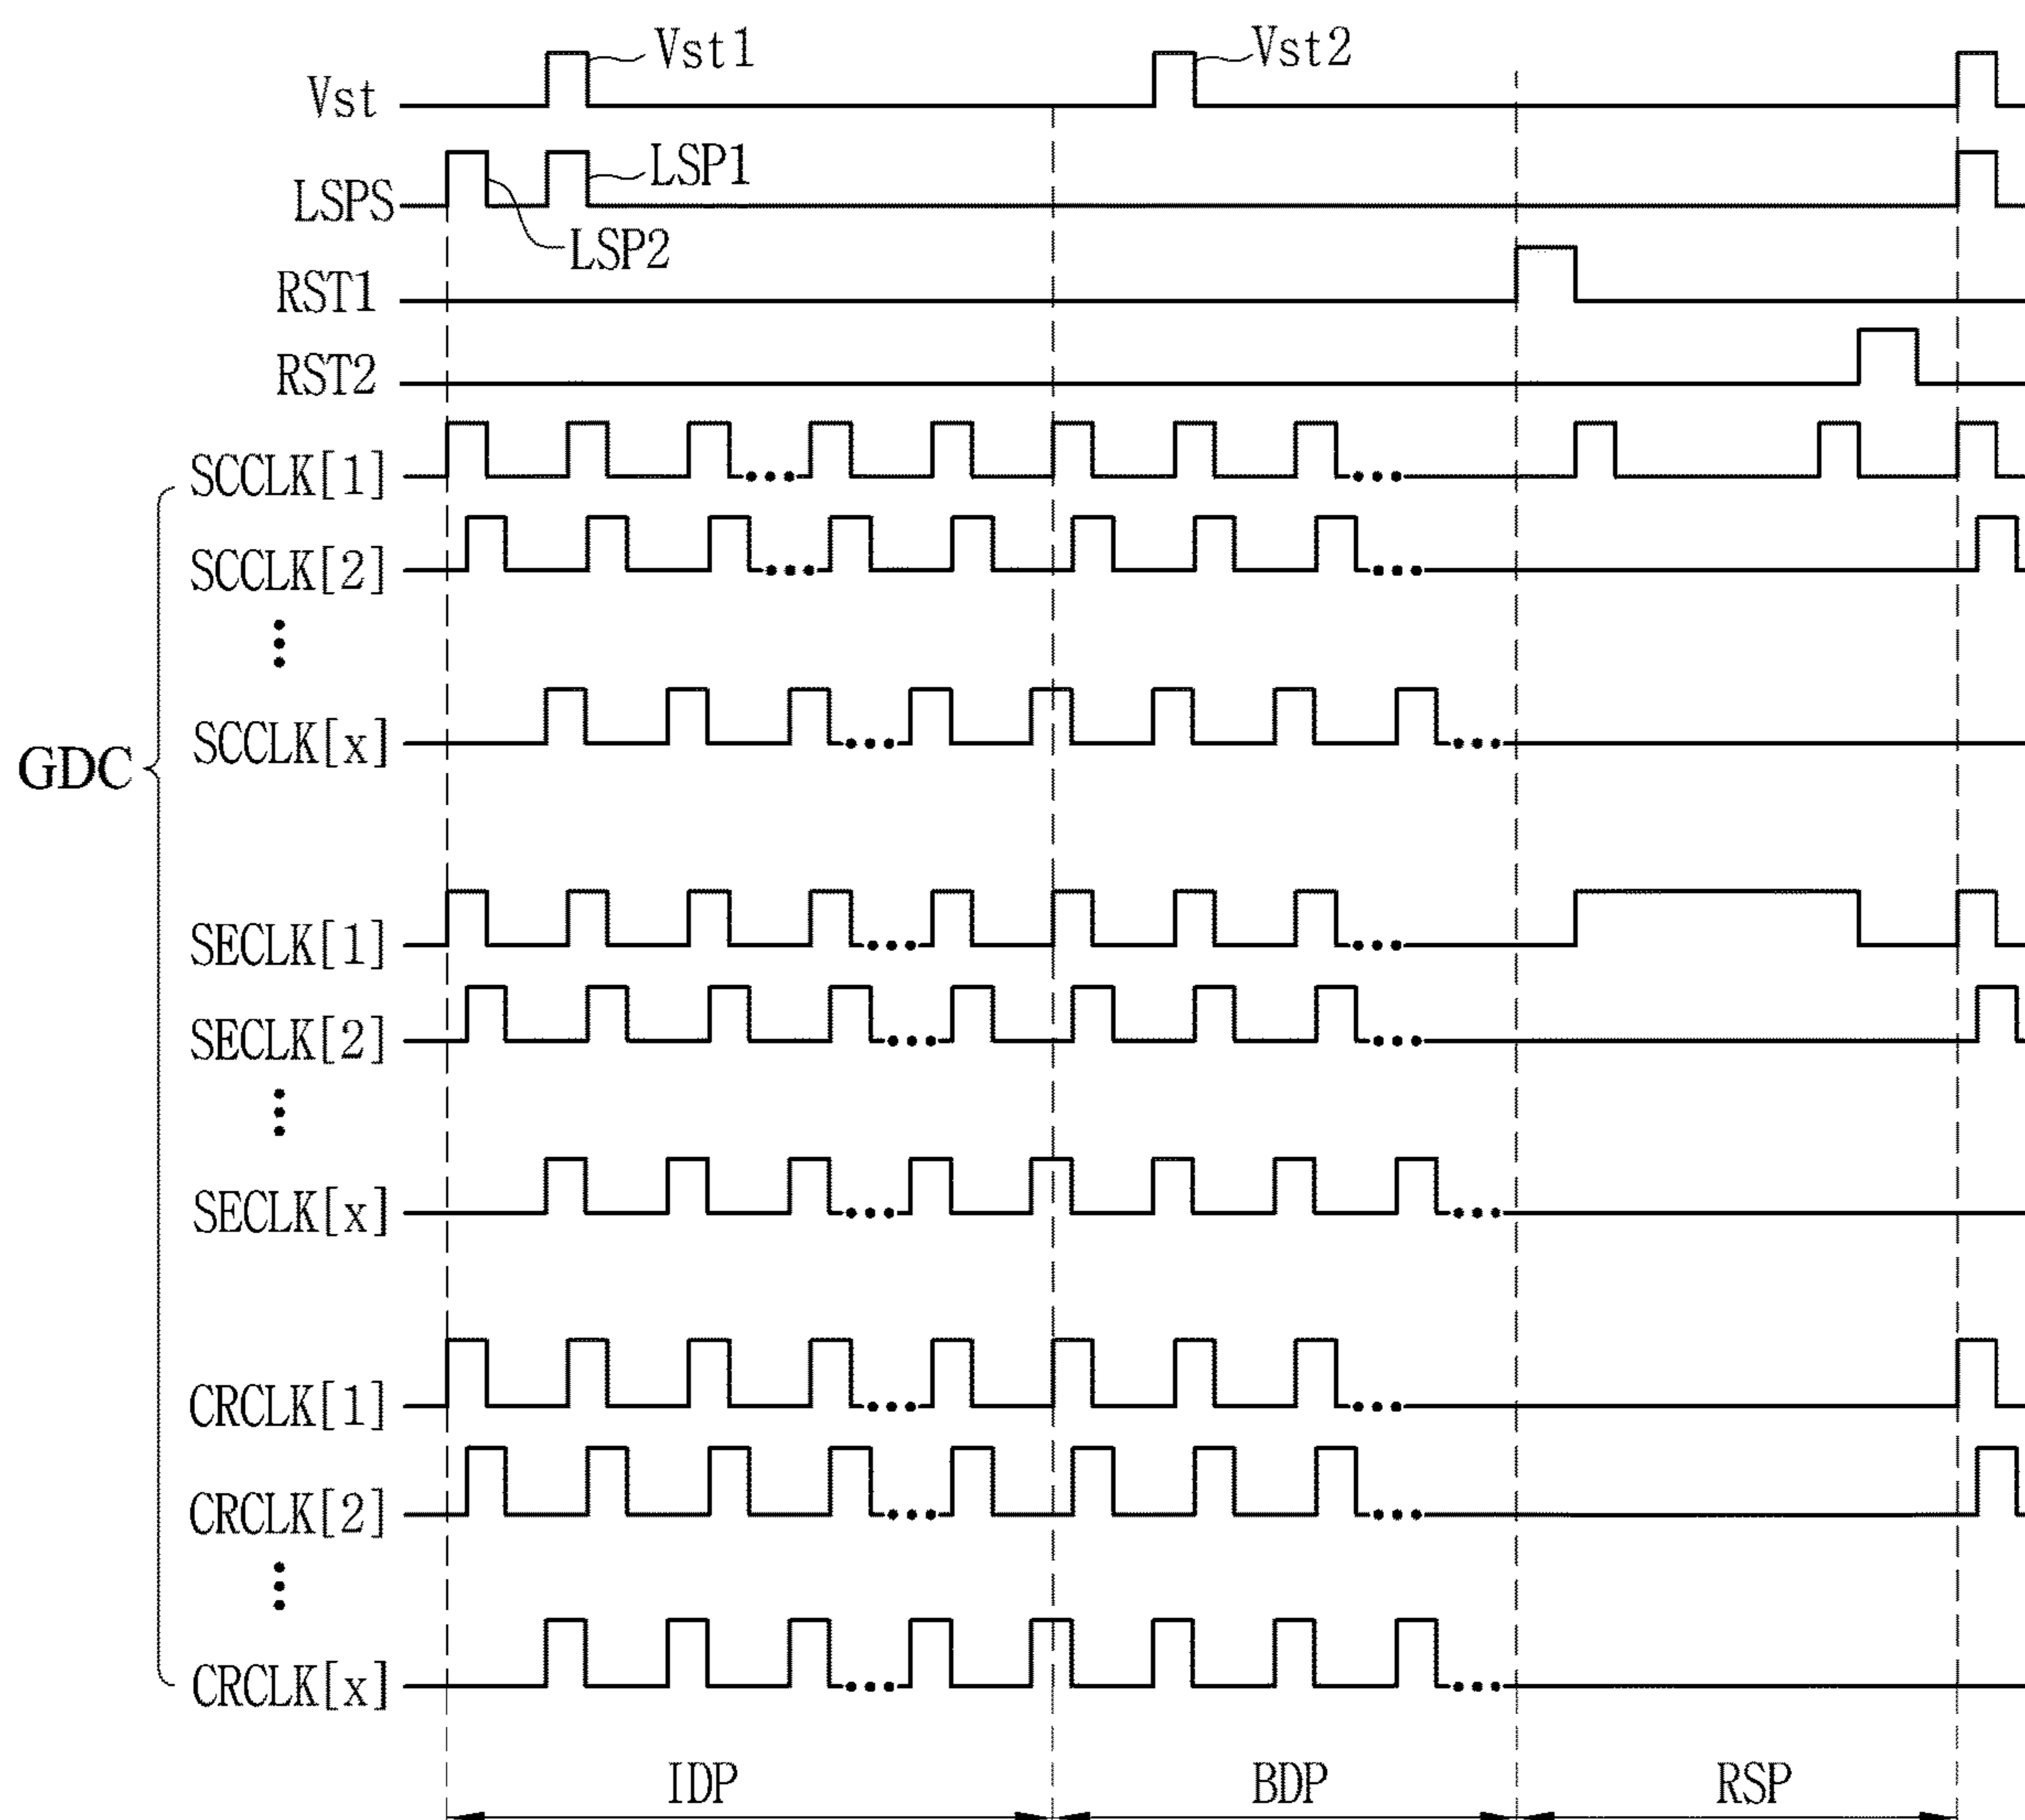 Vst
Vst1
Vst2
LSPS
LSP1
LSP2
RST1
RST2
SCCLK[1]
SCCLK[2]
SCCLK[x]
GDC
SECLK[1]
SECLK[2]
SECLK[x]
CRCLK[1]
CRCLK[2]
CRCLK[x]
IDP
BDP
RSP